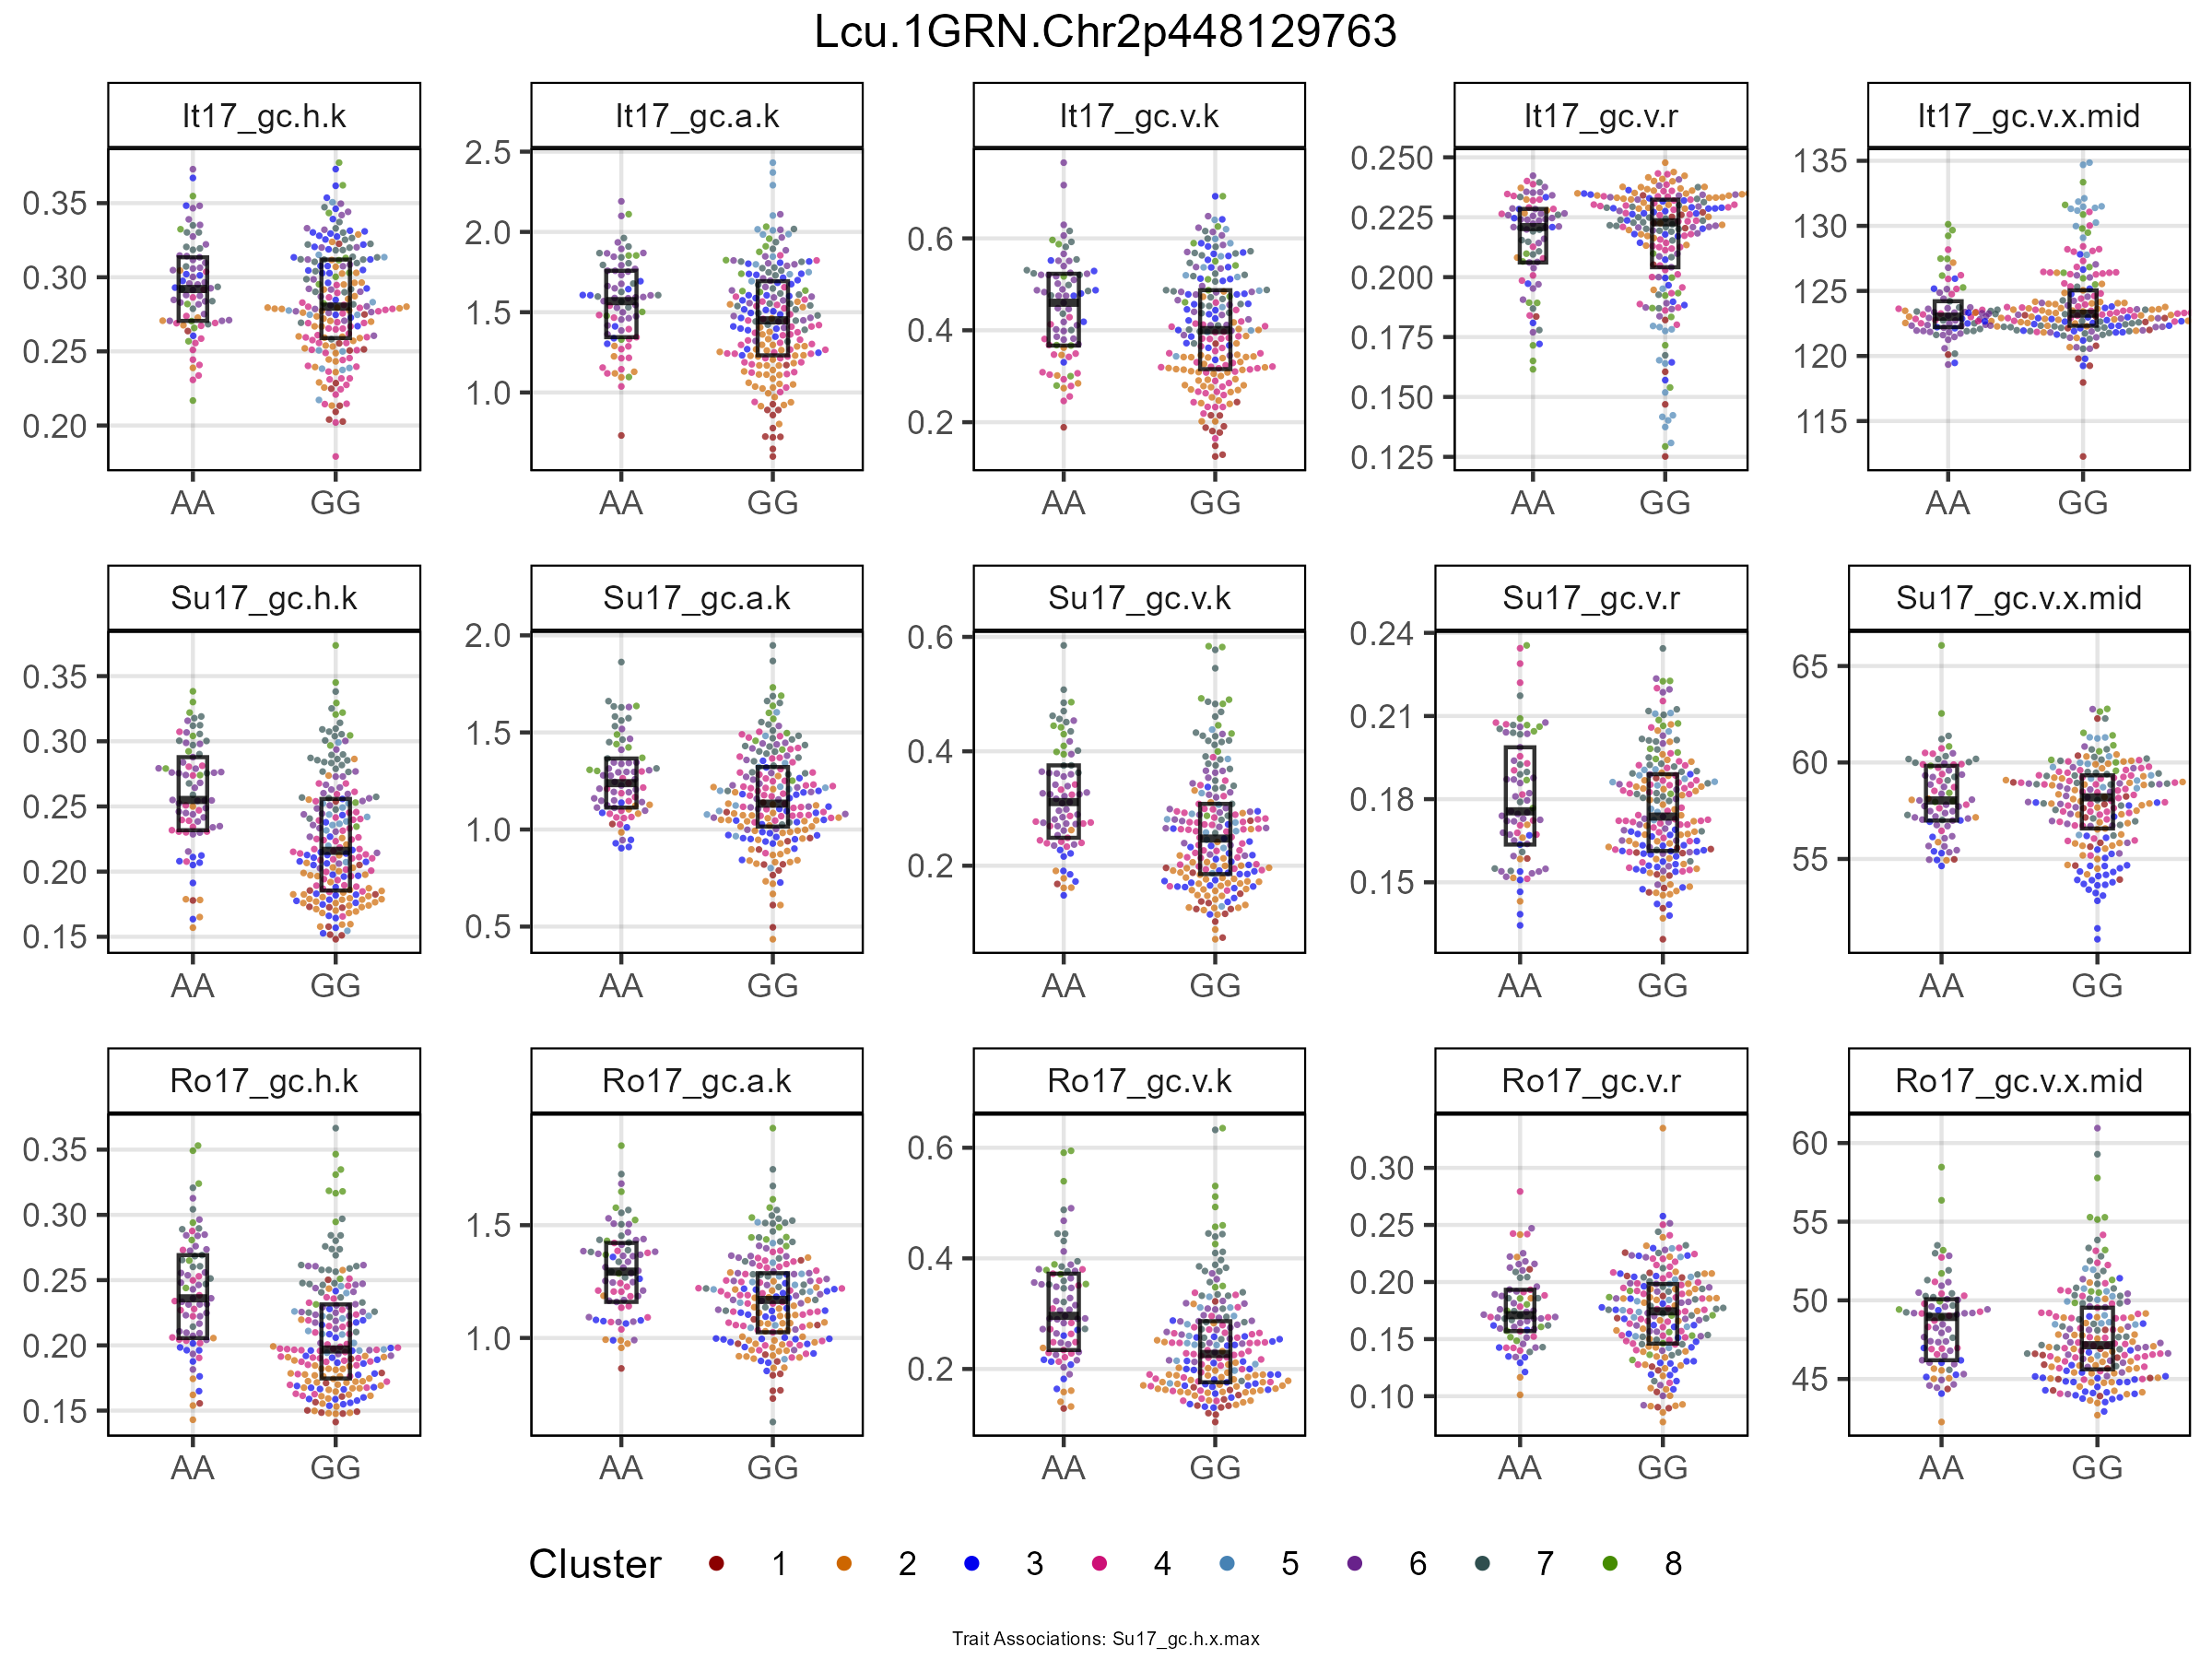 Lcu.1GRN.Chr2p448129763
It17_gc.h.k It17_gc.a.k It17_gc.v.k It17_gc.v.r It17_gc.v.x.mid
0.35 0.30 0.25 0.20
2.5 2.0 1.5 1.0
0.6 0.4 0.2
0.250 0.225 0.200 0.175 0.150 0.125
135 130 125 120 115
AA GG AA GG AA GG AA GG AA GG
Su17_gc.h.k Su17_gc.a.k Su17_gc.v.k Su17_gc.v.r Su17_gc.v.x.mid
0.35 0.30 0.25 0.20 0.15
2.0 1.5 1.0 0.5
0.6 0.4 0.2
0.24 0.21 0.18 0.15
65 60 55
AA GG AA GG AA GG AA GG AA GG
Ro17_gc.h.k Ro17_gc.a.k Ro17_gc.v.k Ro17_gc.v.r Ro17_gc.v.x.mid
0.35 0.30 0.25 0.20 0.15
1.5 1.0
0.6 0.4 0.2
0.30 0.25 0.20 0.15 0.10
60 55 50 45
AA GG AA GG AA GG AA GG AA GG
Cluster 1 2 3 4 5 6 7 8
Trait Associations: Su17_gc.h.x.max